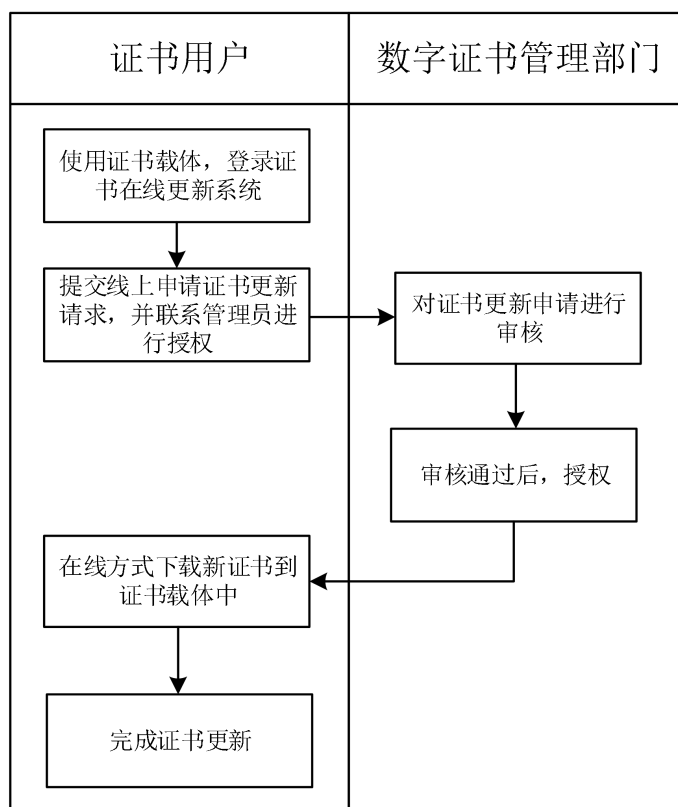 证书用户
数字证书管理部门
使用证书载体，登录证
书在线更新系统
提交线上申请证书更新
请求，并联系管理员进
行授权
对证书更新申请进行
审核
审核通过后，授权
在线方式下载新证书到
证书载体中
完成证书更新